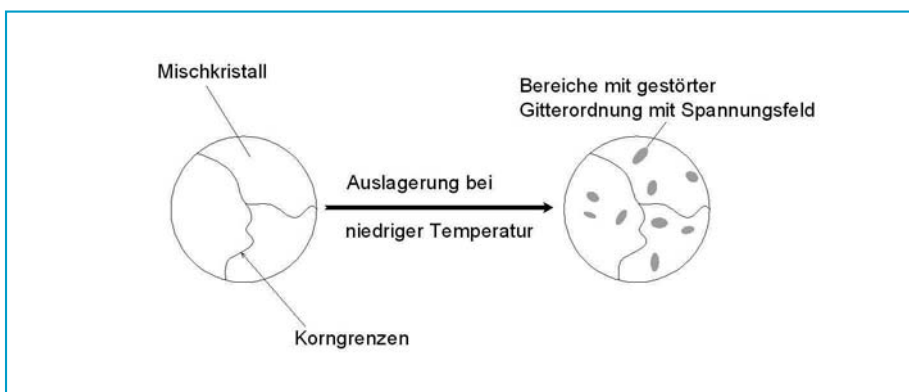 Mischkristall
Bereiche mit gestörter
Gitterordnung mit Spannungsfeld
Auslagerung bei
niedriger Temperatur
Korngrenzen